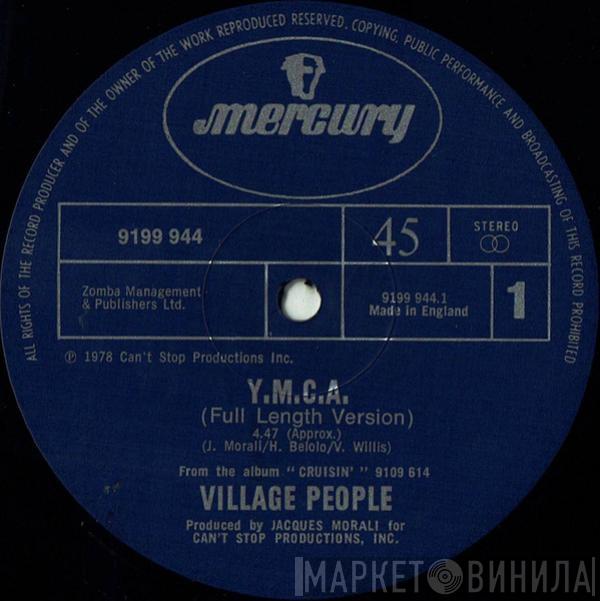 ALL RIGHTS OF THE RECORD PRODUCER AND OF THE OWNER OF THE WORK REPRODUCED RESERVED. COPYING, PUBLIC PERFORMANCE AND BROADCASTING OF THIS RECORD PROHIBITED
mercury
9199 944
45
STEREO
Zomba Management
& Publishers Ltd.
9199 944.1
Made in England
1
℗ 1978 Can't Stop Productions Inc.
Y.M.C.A.
(Full Length Version)
4.47 (Approx.)
(J. Morali/H. Belolo/V. Willis)
From the album "CRUISIN'" 9109 614
VILLAGE PEOPLE
Produced by JACQUES MORALI for
CAN'T STOP PRODUCTIONS, INC.
МАРКЕТ ВИНИЛА